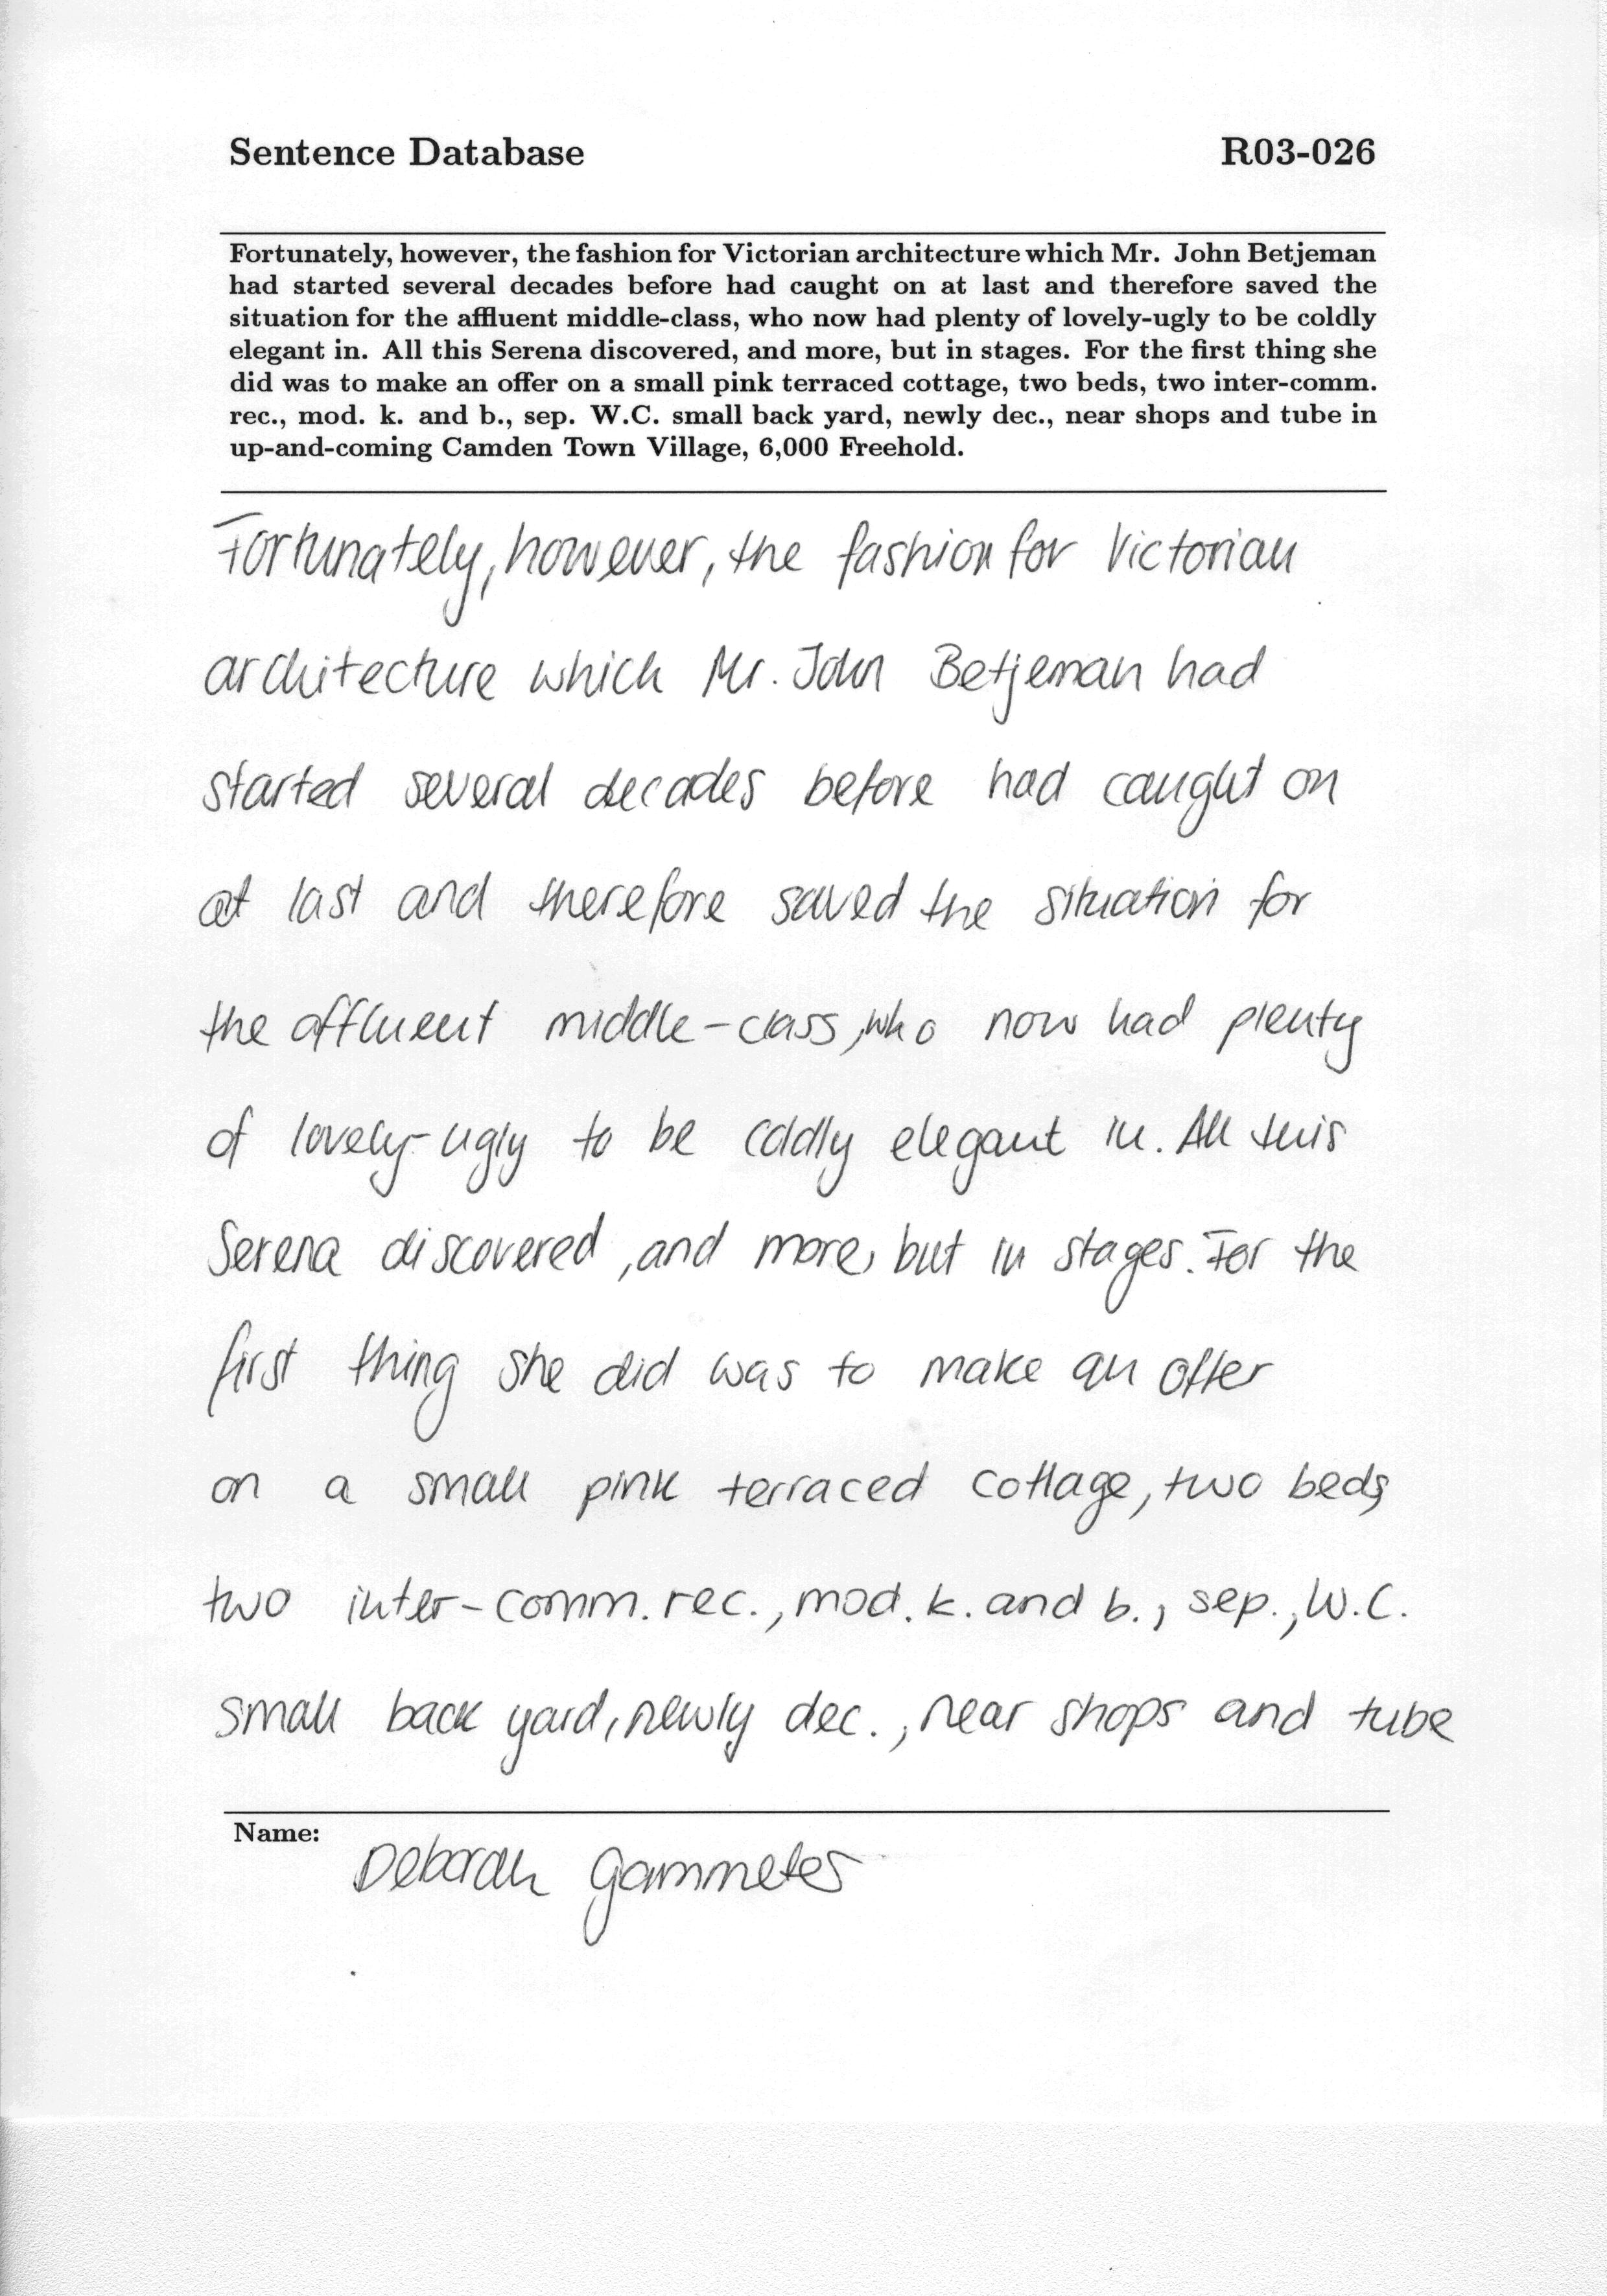 Sentence Database R03-026
Fortunately, however, the fashion for Victorian architecture which Mr. John Betjeman
had started several decades before had caught on at last and therefore saved the
situation for the affluent middle-class, who now had plenty of lovely-ugly to be coldly
elegant in. All this Serena discovered, and more, but in stages. For the first thing she
did was to make an offer on a small pink terraced cottage, two beds, two inter-comm.
rec., mod. k. and b., sep. W.C. small back yard, newly dec., near shops and tube in
up-and-coming Camden Town Village, 6,000 Freehold.
Fortunately, however, the fashion for Victorian
architecture which Mr. John Betjeman had
started several decades before had caught on
at last and therefore saved the situation for
the affluent middle-class, who now had plenty
of lovely-ugly to be coldly elegant in. All this
Serena discovered, and more, but in stages. For the
first thing she did was to make an offer
on a small pink terraced cottage, two beds,
two inter-comm. rec., mod. k. and b., sep., W.C.
small back yard, newly dec., near shops and tube
Name:
Deborah Gammeter